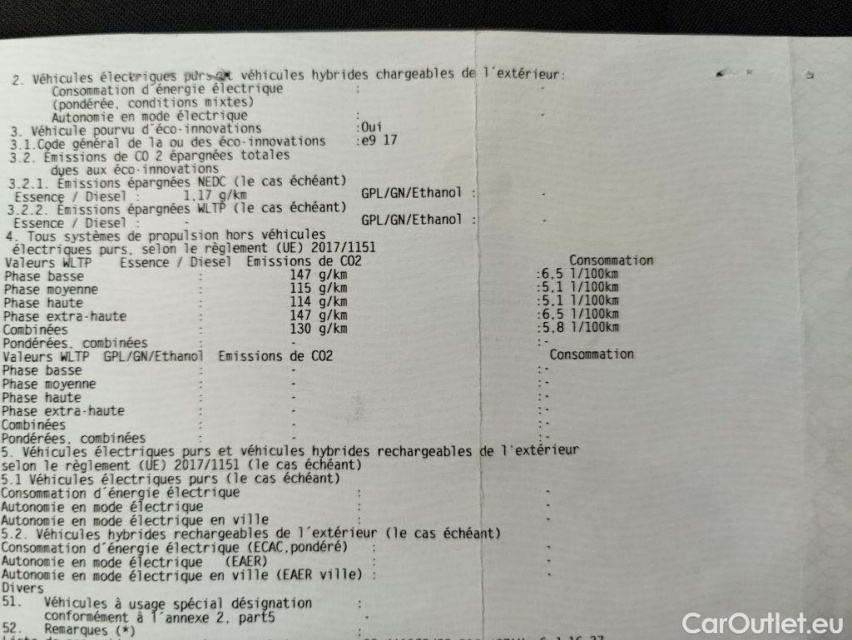 2. Véhicules électriques purs et véhicules hybrides chargeables de l'extérieur:
Consommation d'énergie électrique : -
(pondérée, conditions mixtes)
Autonomie en mode électrique : -
3. Véhicule pourvu d'éco-innovations :Oui
3.1.Code général de la ou des éco-innovations :e9 17
3.2. Émissions de CO 2 épargnées totales
dues aux éco-innovations
3.2.1. Émissions épargnées NEDC (le cas échéant)
Essence / Diesel : 1,17 g/km GPL/GN/Ethanol : -
3.2.2. Émissions épargnées WLTP (le cas échéant)
Essence / Diesel : - GPL/GN/Ethanol : -
4. Tous systèmes de propulsion hors véhicules
électriques purs, selon le règlement (UE) 2017/1151
Valeurs WLTP Essence / Diesel Emissions de CO2 Consommation
Phase basse : 147 g/km :6,5 l/100km
Phase moyenne : 115 g/km :5,1 l/100km
Phase haute : 114 g/km :5,1 l/100km
Phase extra-haute : 147 g/km :6,5 l/100km
Combinées : 130 g/km :5,8 l/100km
Pondérées, combinées : - :-
Valeurs WLTP GPL/GN/Ethanol Emissions de CO2 Consommation
Phase basse : - :-
Phase moyenne : - :-
Phase haute : - :-
Phase extra-haute : - :-
Combinées : - :-
Pondérées, combinées : - :-
5. Véhicules électriques purs et véhicules hybrides rechargeables de l'extérieur
selon le règlement (UE) 2017/1151 (le cas échéant)
5.1 Véhicules électriques purs (le cas échéant)
Consommation d'énergie électrique : -
Autonomie en mode électrique : -
Autonomie en mode électrique en ville : -
5.2. Véhicules hybrides rechargeables de l'extérieur (le cas échéant)
Consommation d'énergie électrique (ECAC,pondéré) : -
Autonomie en mode électrique (EAER) : -
Autonomie en mode électrique en ville (EAER ville) : -
Divers
51. Véhicules à usage spécial désignation :
conformément à l'annexe 2, part5 -
52. Remarques (*) :
CarOutlet.eu